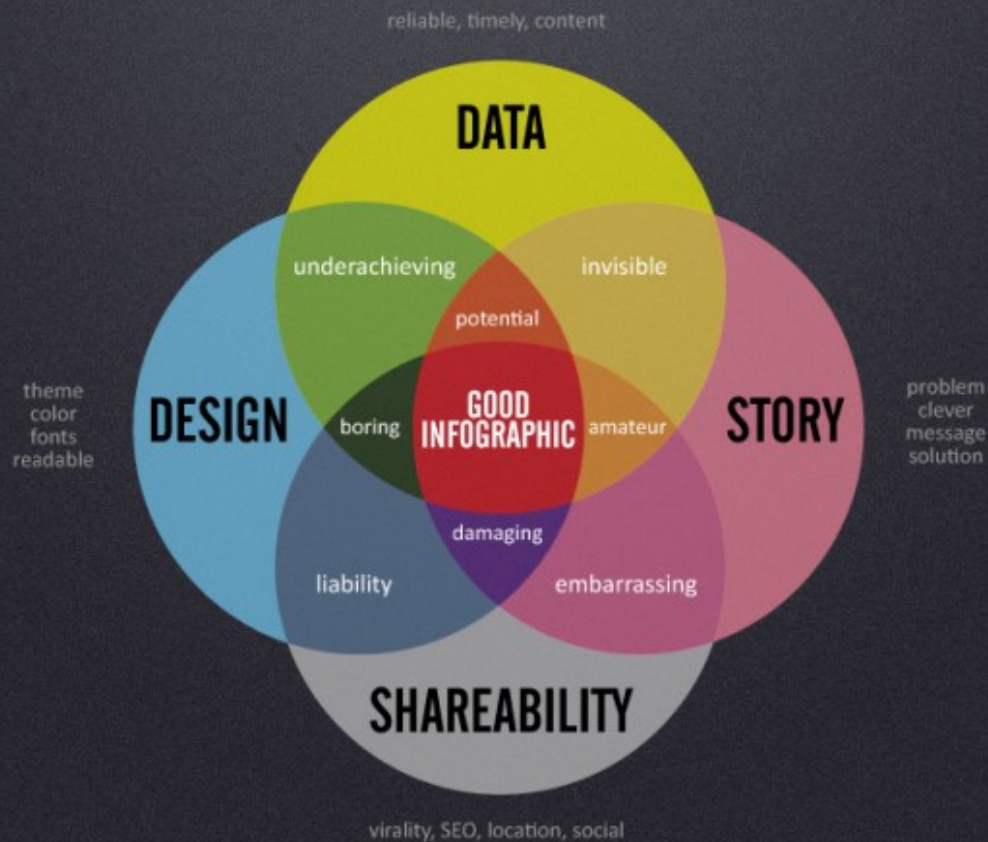 reliable, timely, content
DATA
underachieving
invisible
potential
theme
color
fonts
readable
DESIGN
boring
GOOD
INFOGRAPHIC
amateur
STORY
problem
clever
message
solution
damaging
liability
embarrassing
SHAREABILITY
virality, SEO, location, social